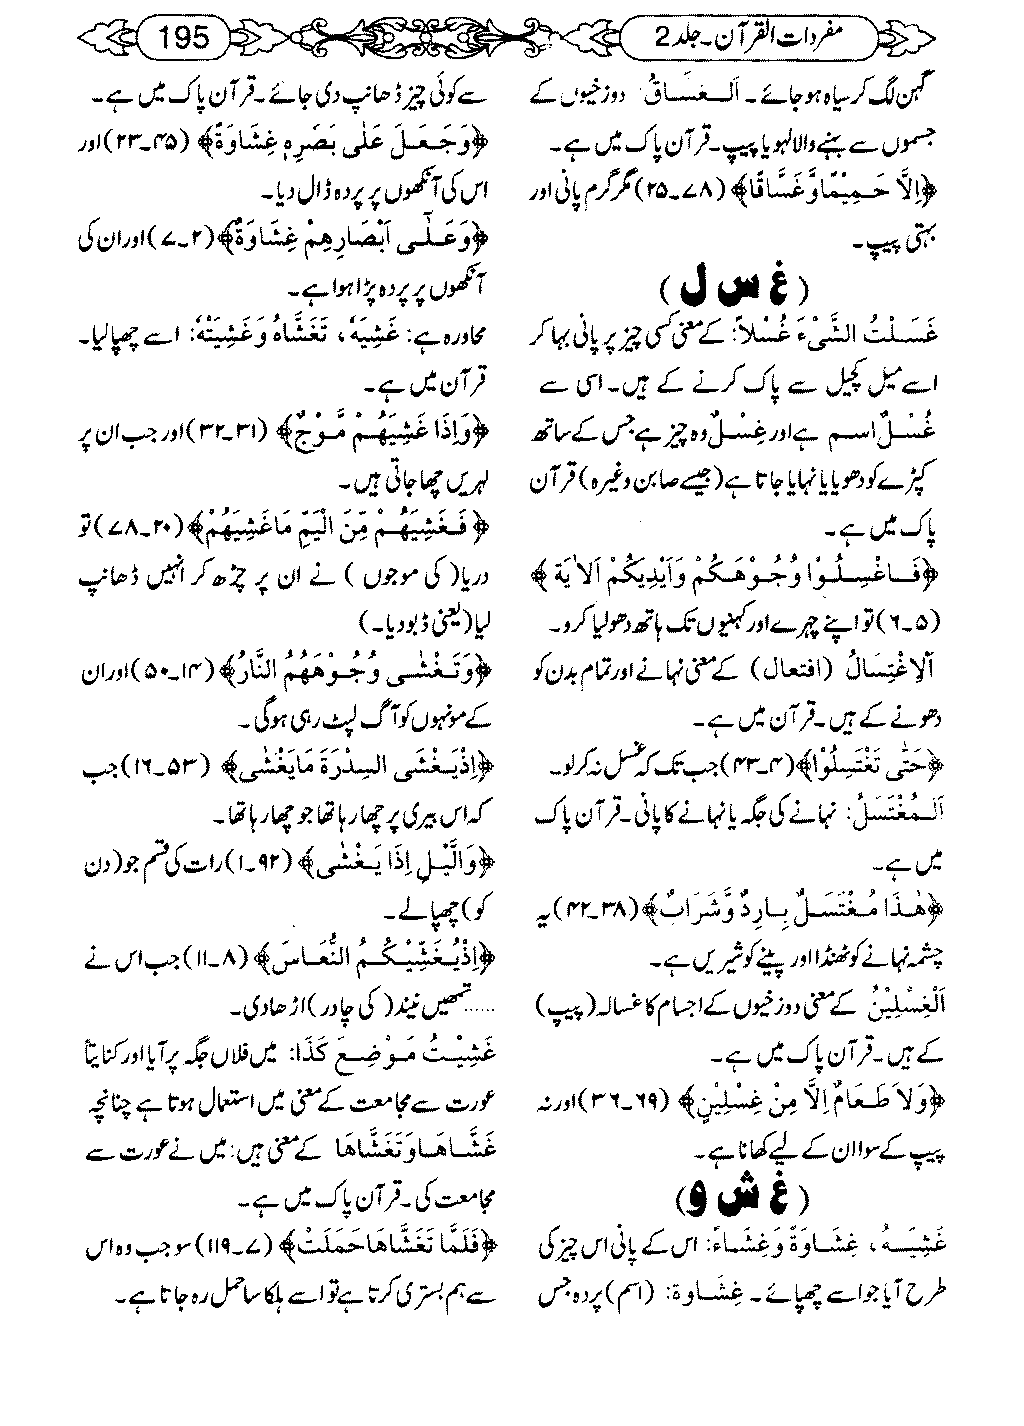 مفردات القرآن۔ جلد 2
195
گہن لگ کر سیاہ ہو جائے۔ اَلْغَسَّاقُ دوزخیوں کے
جسموں سے بہنے والا لہو یا پیپ۔ قرآن پاک میں ہے۔
﴿اِلَّا حَمِيْمًا وَّغَسَّاقًا﴾ (۷۸۔۲۵) مگر گرم پانی اور
بہتی پیپ۔
(غ س ل)
غَسَلْتُ الشَّیْءَ غُسْلاً: کے معنی کسی چیز پر پانی بہا کر
اسے میل کچیل سے پاک کرنے کے ہیں۔ اسی سے
غُسْلٌ اسم ہے اور غِسْلٌ وہ چیز ہے جس کے ساتھ
کپڑے کو دھویا یا نہایا جاتا ہے (جیسے صابن وغیرہ) قرآن
پاک میں ہے۔
﴿فَاغْسِلُوْا وُجُوْهَكُمْ وَاَيْدِيَكُمْ اَلآيَة﴾
(۵۔۶) تو اپنے چہرے اور کہنیوں تک ہاتھ دھو لیا کرو۔
اَلاِغْتِسَالُ (افتعال) کے معنی نہانے اور تمام بدن کو
دھونے کے ہیں۔ قرآن میں ہے۔
﴿حَتّٰى تَغْتَسِلُوْا﴾ (۴۔۴۳) جب تک کہ غسل نہ کر لو۔
اَلْمُغْتَسَلُ: نہانے کی جگہ یا نہانے کا پانی۔ قرآن پاک
میں ہے۔
﴿هٰذَا مُغْتَسَلٌ بَارِدٌ وَّشَرَابٌ﴾ (۳۸۔۴۲) یہ
چشمہ نہانے کو ٹھنڈا اور پینے کو شیریں ہے۔
اَلْغِسْلِيْنُ کے معنی دوزخیوں کے اجسام کا غسالہ (پیپ)
کے ہیں۔ قرآن پاک میں ہے۔
﴿وَلَا طَعَامٌ اِلَّا مِنْ غِسْلِيْنٍ﴾ (۶۹۔۳۶) اور نہ
پیپ کے سوا ان کے لیے کھانا ہے۔
(غ ش و)
غَشِيَهُ، غِشَاوَةً وَغِشَاءً: اس کے پاس اس چیز کی
طرح آیا جو اسے چھپائے۔ غِشَاوة: (اسم) پردہ جس
سے کوئی چیز ڈھانپ دی جائے۔ قرآن پاک میں ہے۔
﴿وَجَعَلَ عَلٰى بَصَرِهٖ غِشَاوَةً﴾ (۴۵۔۲۳) اور
اس کی آنکھوں پر پردہ ڈال دیا۔
﴿وَعَلٰٓى اَبْصَارِهِمْ غِشَاوَةٌ﴾ (۲۔۷) اور ان کی
آنکھوں پر پردہ پڑا ہوا ہے۔
محاورہ ہے: غَشِيَهٗ، تَغَشَّاهُ وَغَشِيْتُهٗ: اسے چھپا لیا۔
قرآن میں ہے۔
﴿وَاِذَا غَشِيَهُمْ مَّوْجٌ﴾ (۳۱۔۳۲) اور جب ان پر
لہریں چھا جاتی ہیں۔
﴿فَغَشِيَهُمْ مِّنَ الْيَمِّ مَا غَشِيَهُمْ﴾ (۲۰۔۷۸) تو
دریا (کی موجوں) نے ان پر چڑھ کر انہیں ڈھانپ
لیا (یعنی ڈبو دیا۔)
﴿وَتَغْشٰى وُجُوْهَهُمُ النَّارُ﴾ (۱۴۔۵۰) اور ان
کے مونہوں کو آگ لپٹ رہی ہوگی۔
﴿اِذْ يَغْشَى السِدْرَةَ مَا يَغْشٰى﴾ (۵۳۔۱۶) جب
کہ اس بیری پر چھا رہا تھا جو چھا رہا تھا۔
﴿وَالَّيْلِ اِذَا يَغْشٰى﴾ (۹۲۔۱) رات کی قسم جو (دن
کو) چھپا لے۔
﴿اِذْ يُغَشِّيْكُمُ النُّعَاسَ﴾ (۸۔۱۱) جب اس نے
..... تمہیں نیند (کی چادر) اڑھا دی۔
غَشِيْتُ مَوْضِعَ كَذَا: میں فلاں جگہ پر آیا اور کنایتاً
عورت سے مجامعت کے معنی میں استعمال ہوتا ہے چنانچہ
غَشَّاهَا وَتَغَشَّاهَا کے معنی ہیں: میں نے عورت سے
مجامعت کی۔ قرآن پاک میں ہے۔
﴿فَلَمَّا تَغَشَّاهَا حَمَلَتْ﴾ (۷۔۱۱۹) سو جب وہ اس
سے ہم بستری کرتا ہے تو اسے ہلکا سا حمل رہ جاتا ہے۔